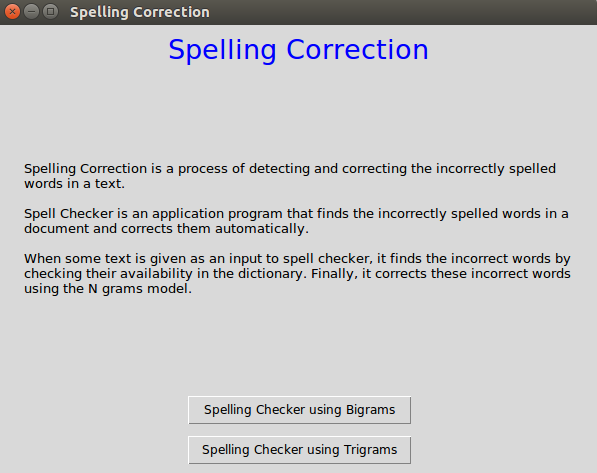 Spelling Correction
Spelling Correction
Spelling Correction is a process of detecting and correcting the incorrectly spelled
words in a text.
Spell Checker is an application program that finds the incorrectly spelled words in a
document and corrects them automatically.
When some text is given as an input to spell checker, it finds the incorrect words by
checking their availability in the dictionary. Finally, it corrects these incorrect words
using the N grams model.
Spelling Checker using Bigrams
Spelling Checker using Trigrams